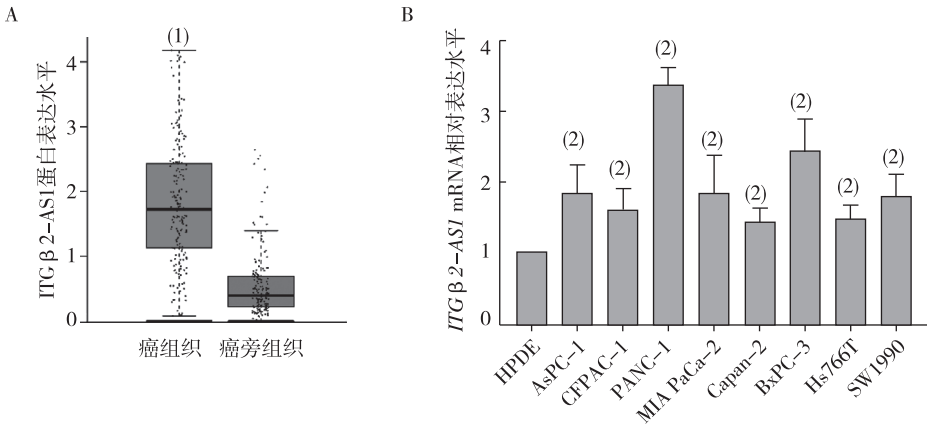 A
ITGβ2-AS1蛋白表达水平
4
3
2
1
0
(1)
癌组织
癌旁组织
B
ITGβ2-AS1 mRNA相对表达水平
4
3
2
1
0
(2)
(2)
(2)
(2)
(2)
(2)
(2)
(2)
HPDE
AsPC-1
CFPAC-1
PANC-1
MIA PaCa-2
Capan-2
BxPC-3
Hs766T
SW1990